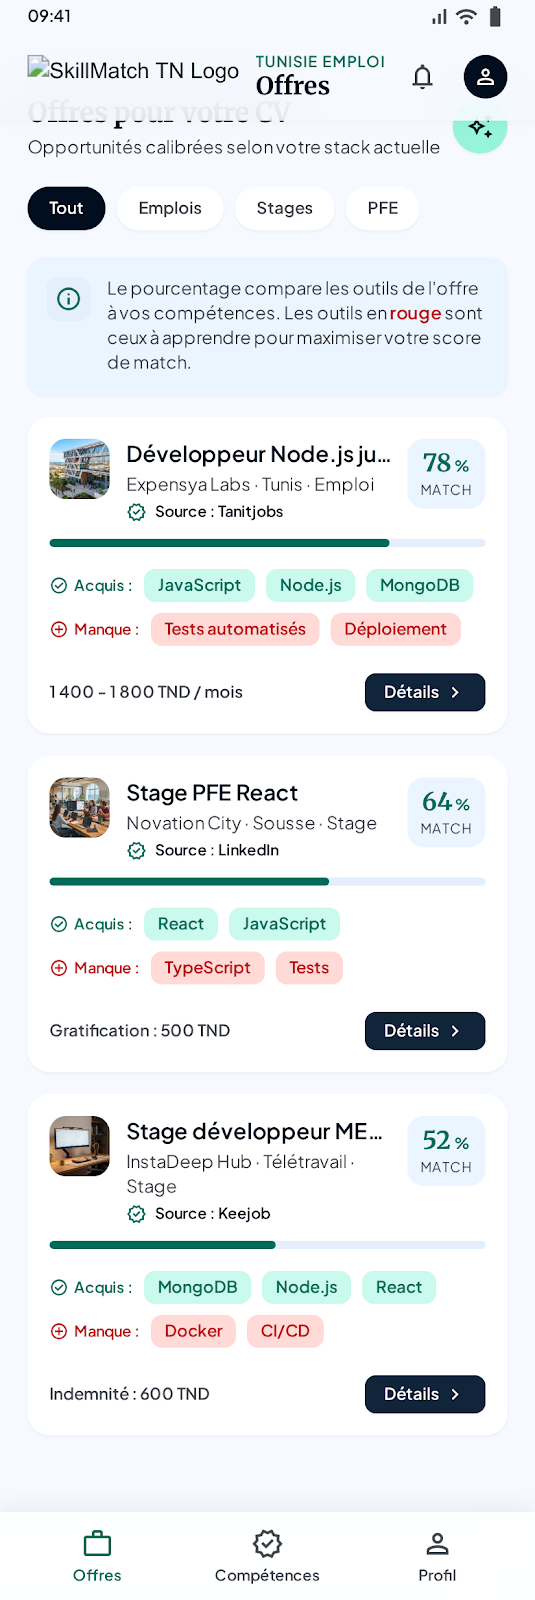 09:41
SkillMatch TN Logo
TUNISIE EMPLOI
Offres
Offres pour votre CV
Opportunités calibrées selon votre stack actuelle
Tout
Emplois
Stages
PFE
Le pourcentage compare les outils de l'offre
à vos compétences. Les outils en rouge sont
ceux à apprendre pour maximiser votre score
de match.
Développeur Node.js ju...
Expensya Labs · Tunis · Emploi
Source : Tanitjobs
78 %
MATCH
Acquis :
JavaScript
Node.js
MongoDB
Manque :
Tests automatisés
Déploiement
1 400 – 1 800 TND / mois
Détails
Stage PFE React
Novation City · Sousse · Stage
Source : LinkedIn
64 %
MATCH
Acquis :
React
JavaScript
Manque :
TypeScript
Tests
Gratification : 500 TND
Détails
Stage développeur ME...
InstaDeep Hub · Télétravail ·
Stage
Source : Keejob
52 %
MATCH
Acquis :
MongoDB
Node.js
React
Manque :
Docker
CI/CD
Indemnité : 600 TND
Détails
Offres
Compétences
Profil